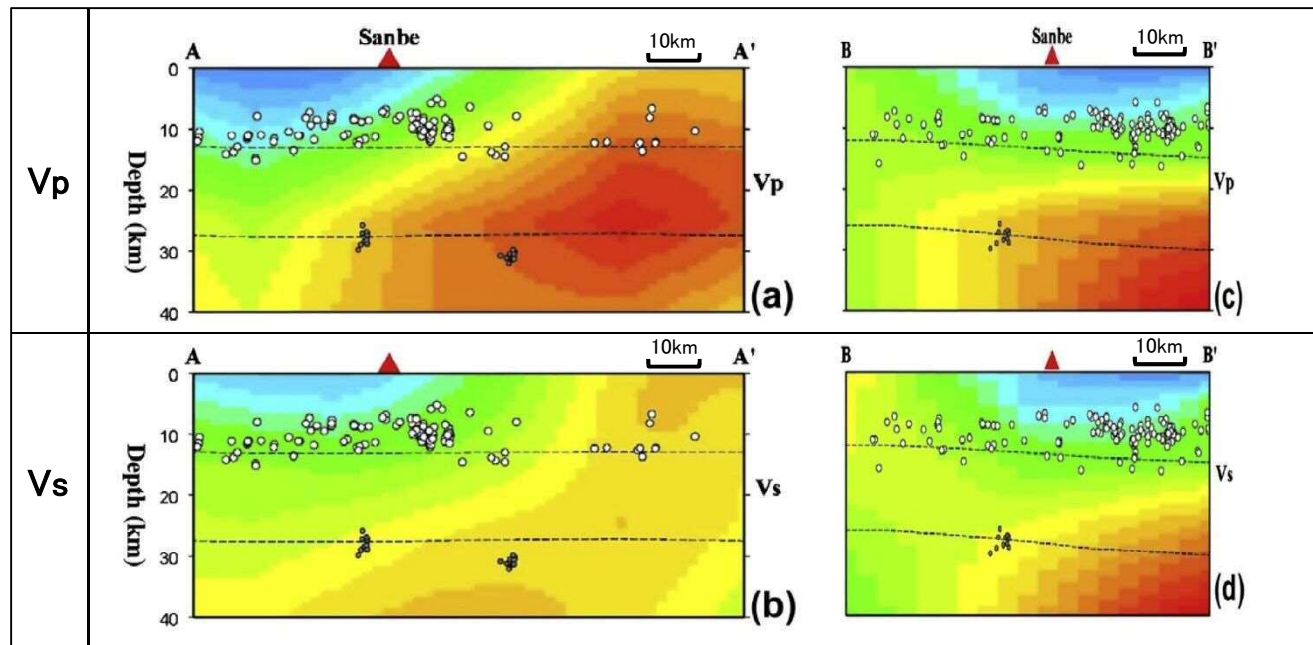 Vp
A Sanbe 10km A'
0
10
20
30
40
Depth (km)
Vp
(a)
B Sanbe 10km B'
Vp
(c)
Vs
A 10km A'
0
10
20
30
40
Depth (km)
Vs
(b)
B 10km B'
Vs
(d)